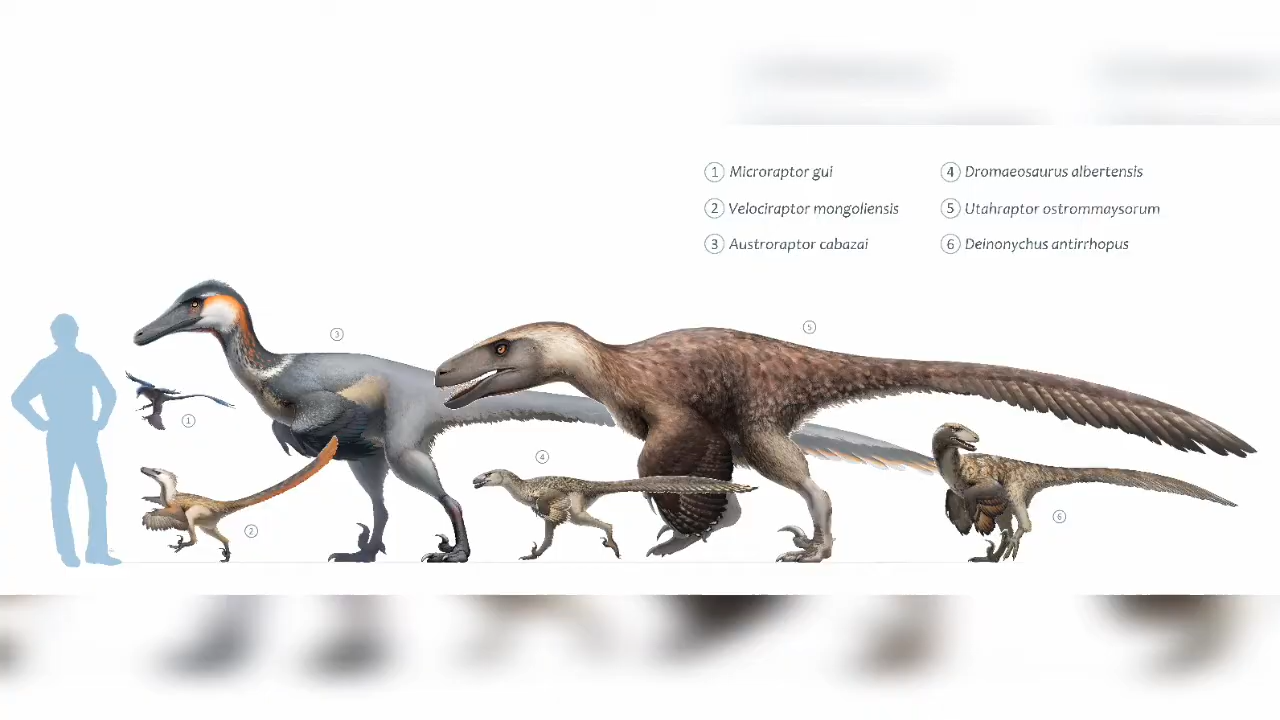 1 Microraptor gui
2 Velociraptor mongoliensis
3 Austroraptor cabazai
4 Dromaeosaurus albertensis
5 Utahraptor ostrommaysorum
6 Deinonychus antirrhopus
3
5
1
4
2
6